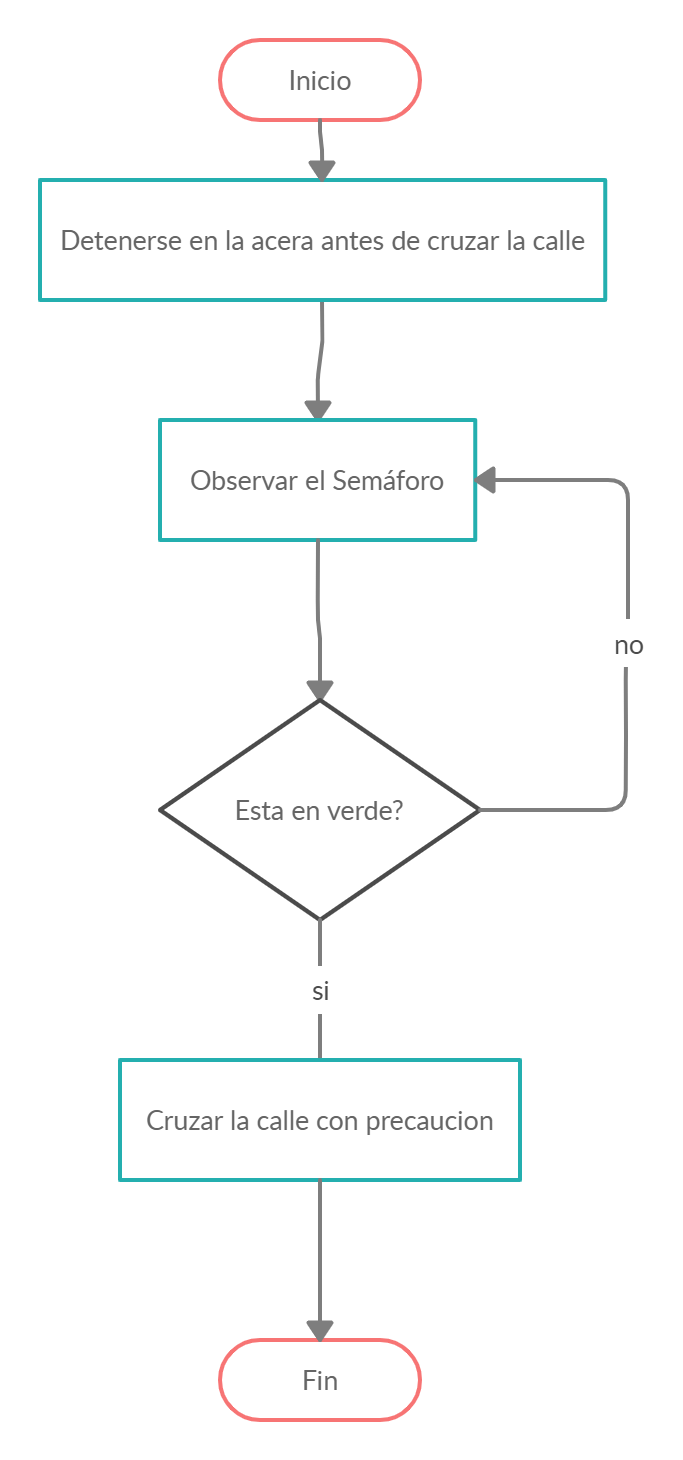 Inicio
Detenerse en la acera antes de cruzar la calle
Observar el Semáforo
no
Esta en verde?
si
Cruzar la calle con precaucion
Fin